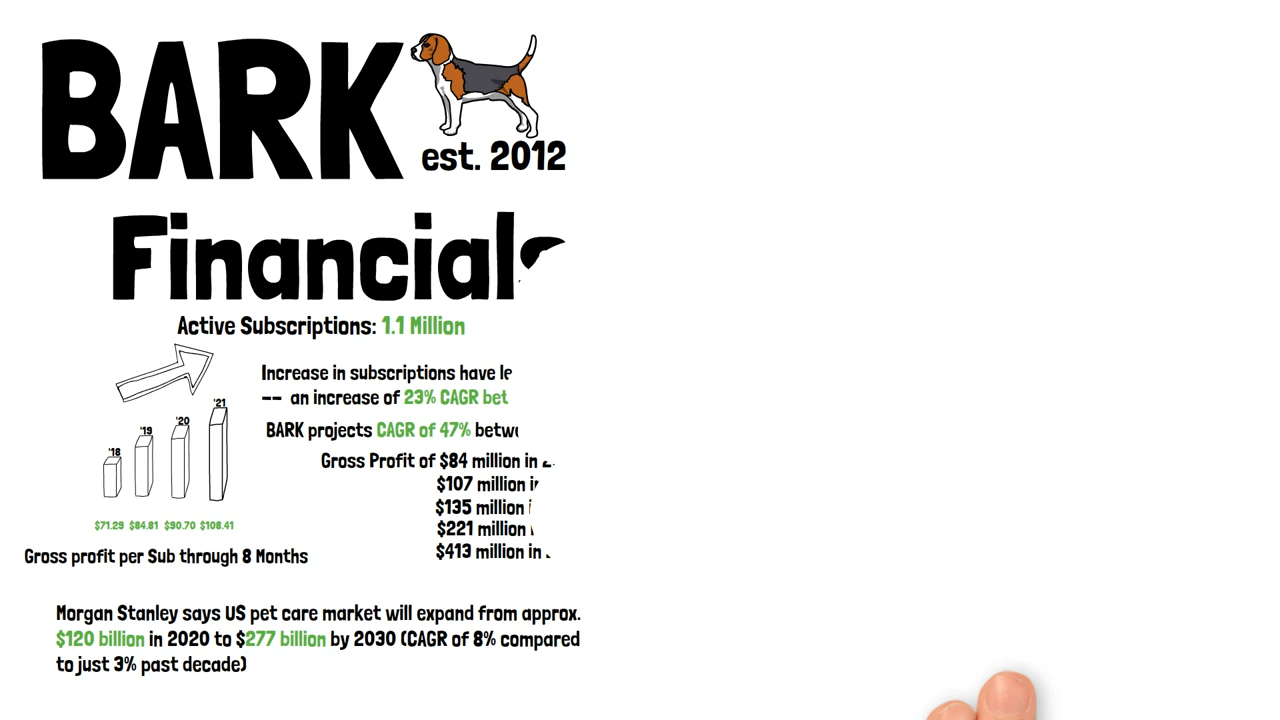 BARK
est. 2012
Financials
Active Subscriptions: 1.1 Million
Increase in subscriptions have
-- an increase of 23% CAGR
BARK projects CAGR of 47%
Gross Profit of $84 million in
$107 million
$135 million
$221 million
$413 million in
'18 '19 '20 '21
$71.29 $84.81 $90.70 $108.41
Gross profit per Sub through 8 Months
Morgan Stanley says US pet care market will expand from approx.
$120 billion in 2020 to $277 billion by 2030 (CAGR of 8% compared
to just 3% past decade)